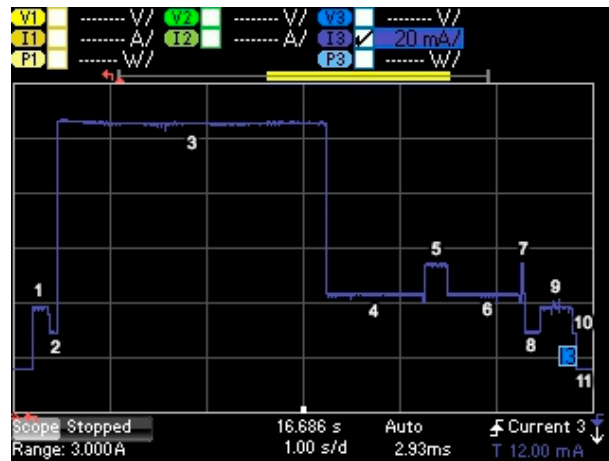 V1 ------- V/ V2 ------- V/ V3 ------- V/
I1 ------- A/ I2 ------- A/ I3 20 mA/
P1 ------- W/ P3 ------- W/
3
5 7
1 9
4 6 10
2 8 I3
11
Scope Stopped 16.686 s Auto Current 3
Range: 3.000A 1.00 s/d 2.93ms T 12.00 mA